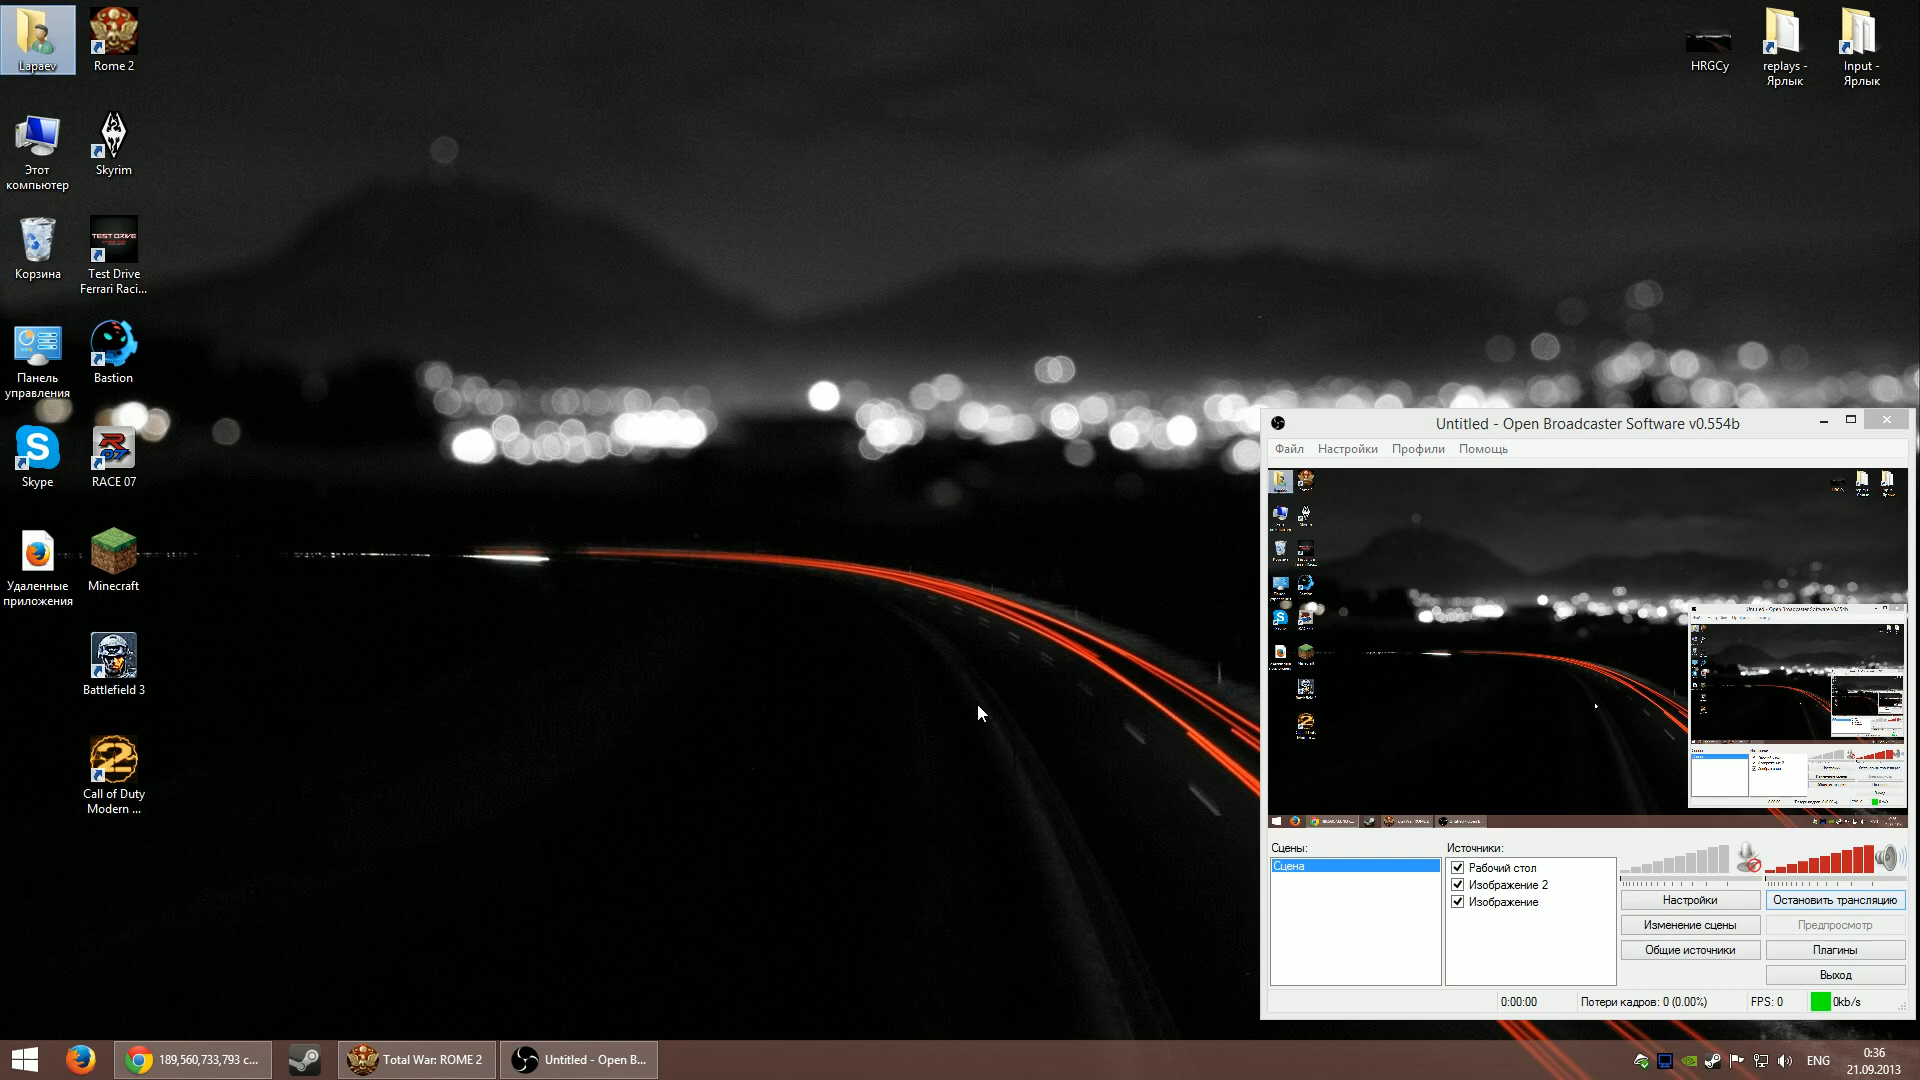 Lapaev
Rome 2
HRGCy
replays -
Ярлык
Input -
Ярлык
Этот
компьютер
Skyrim
Корзина
TEST DRIVE
Test Drive
Ferrari Raci...
Панель
управления
Bastion
Skype
RACE 07
Удаленные
приложения
Minecraft
Battlefield 3
Call of Duty
Modern ...
Untitled - Open Broadcaster Software v0.554b
Файл Настройки Профили Помощь
Сцены:
Сцена
Источники:
Рабочий стол
Изображение 2
Изображение
Настройки
Остановить трансляцию
Изменение сцены
Предпросмотр
Общие источники
Плагины
Выход
0:00:00
Потери кадров: 0 (0.00%)
FPS: 0
0kb/s
189,560,733,793 c...
Total War: ROME 2
Untitled - Open B...
ENG
0:36
21.09.2013